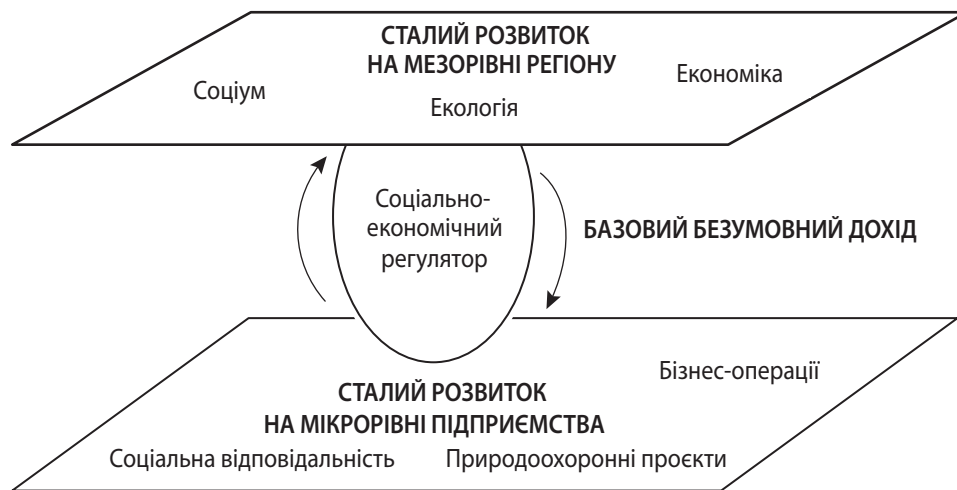 СТАЛИЙ РОЗВИТОК
НА МЕЗОРІВНІ РЕГІОНУ
Соціум
Екологія
Економіка
Соціально-
економічний
регулятор
БАЗОВИЙ БЕЗУМОВНИЙ ДОХІД
Бізнес-операції
СТАЛИЙ РОЗВИТОК
НА МІКРОРІВНІ ПІДПРИЄМСТВА
Соціальна відповідальність
Природоохоронні проєкти